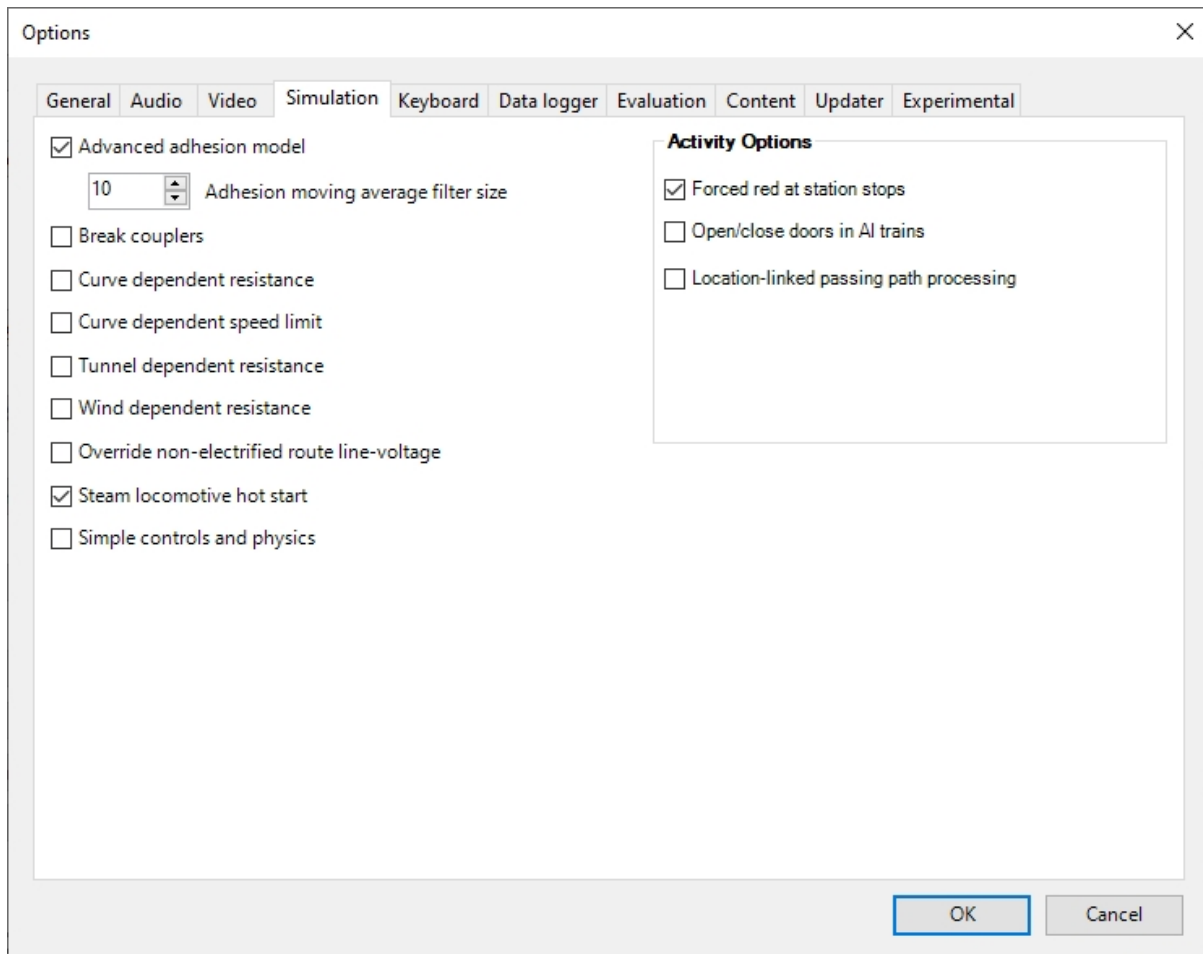 Options
General Audio Video Simulation Keyboard Data logger Evaluation Content Updater Experimental
Advanced adhesion model
10 Adhesion moving average filter size
Break couplers
Curve dependent resistance
Curve dependent speed limit
Tunnel dependent resistance
Wind dependent resistance
Override non-electrified route line-voltage
Steam locomotive hot start
Simple controls and physics
Activity Options
Forced red at station stops
Open/close doors in AI trains
Location-linked passing path processing
OK Cancel